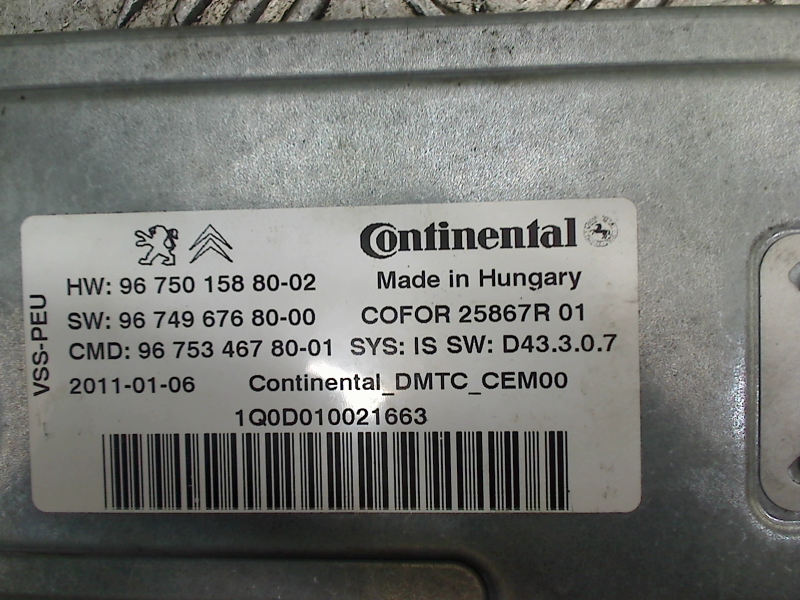 Continental
HW: 96 750 158 80-02
Made in Hungary
SW: 96 749 676 80-00
COFOR 25867R 01
CMD: 96 753 467 80-01
SYS: IS SW: D43.3.0.7
2011-01-06
Continental_DMTC_CEM00
1Q0D010021663
VSS-PEU